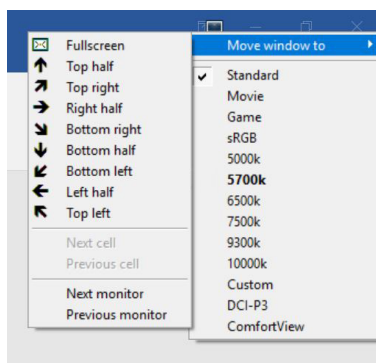 Fullscreen
Top half
Top right
Right half
Bottom right
Bottom half
Bottom left
Left half
Top left
Next cell
Previous cell
Next monitor
Previous monitor
Move window to
Standard
Movie
Game
sRGB
5000k
5700k
6500k
7500k
9300k
10000k
Custom
DCI-P3
ComfortView